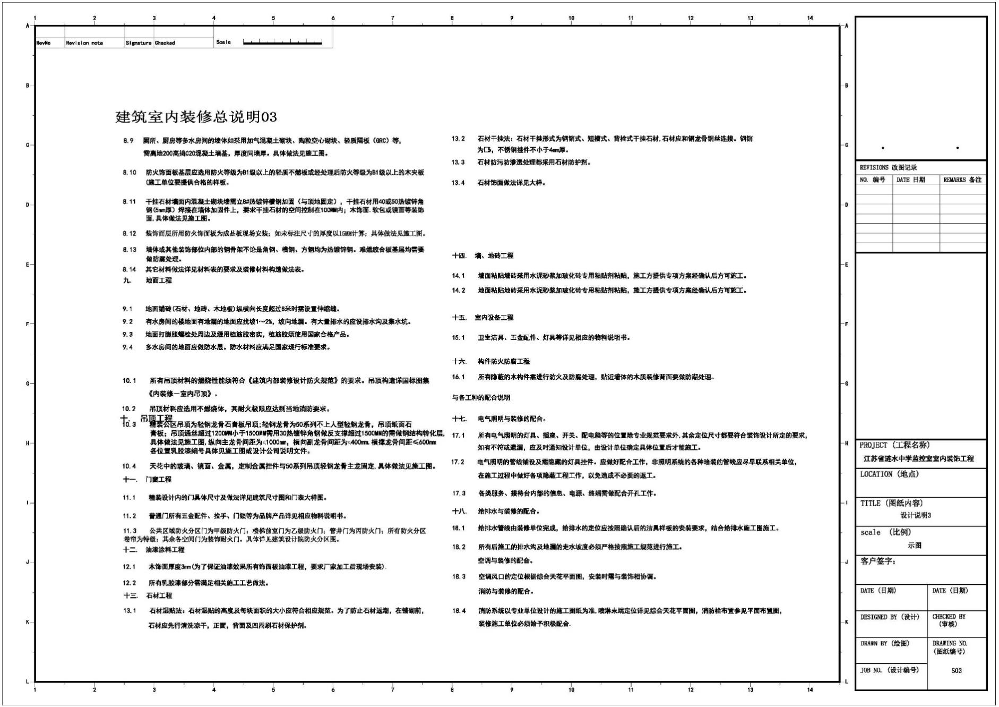 RevNo Revision note Signature Checked Scale
建筑室内装修总说明03
8.9 厕所、厨房等多水房间的墙体如采用加气混凝土砌块、陶粒空心砌块、轻质隔板（GRC）等，
需离地200高捣C20混凝土墙基，厚度同墙厚。具体做法见施工图。
8.10 防火饰面板基层应选用防火等级为B1级以上的轻质不燃板或经处理后防火等级为B1级以上的木夹板
(施工单位要提供合格的样板。
8.11 干挂石材墙面内混凝土砌块墙需立8#热镀锌槽钢加固（与顶地固定），干挂石材用40或50热镀锌角
钢(5mm厚）焊接在墙体加固件上，要求干挂石材的空间控制在100MM内；木饰面.软包或镜面等装饰
面,具体做法见施工图。
8.12 装饰面层所用防火饰面板为成品板现场安装；如未标注尺寸的厚度以15MM计算；具体做法见施工图。
8.13 墙体或其他装饰部位内部的钢骨架不论是角钢、槽钢、方钢均为热镀锌钢。难燃胶合板基层均需要
做防腐处理。
8.14 其它材料做法详见材料表的要求及装修材料构造做法表。
九. 地面工程
9.1 地面铺砖(石材、地砖、木地板)纵横向长度超过8米时需设置伸缩缝。
9.2 有水房间的楼地面有地漏的地面应找坡1～2%，坡向地漏。有大量排水的应设排水沟及集水坑。
9.3 地面打膨胀螺栓处周边及缝用植筋胶密实，植筋胶须使用国家合格产品。
9.4 多水房间的地面应做防水层。防水材料应满足国家现行标准要求。
10.1 所有吊顶材料的燃烧性能须符合《建筑内部装修设计防火规范》的要求。吊顶构造详国标图集
《内装修－室内吊顶》。
10.2 吊顶材料应选用不燃烧体，其耐火极限应达到当地消防要求。
十. 吊顶工程
10.3 精装公区吊顶为轻钢龙骨石膏板吊顶;轻钢龙骨为50系列不上人型轻钢龙骨，吊顶纸面石
膏板；吊顶通丝超过1200MM小于1500MM需用30热镀锌角钢做反支撑超过1500MM的需做钢结构转化层,
具体做法见施工图,纵向主龙骨间距为<1000mm，横向副龙骨间距为<400mm.横撑龙骨间距≤600mm
各位置乳胶漆编号具体见施工图或设计公司说明文件。
10.4 天花中的玻璃、镜面、金属，定制金属挂件与50系列吊顶轻钢龙骨主龙固定,具体做法见施工图。
十一. 门窗工程
11.1 精装设计内的门具体尺寸及做法详见建筑尺寸图和门表大样图。
11.2 普通门所有五金配件、拉手、门锁等为品牌产品详见相应物料说明书。
11.3 公共区域防火分区门为甲级防火门；楼梯前室门为乙级防火门；管井门为丙防火门；所有防火分区
卷帘为特级；其余各空间门为装饰耐火门。具体详见建筑设计院防火分区图。
十二. 油漆涂料工程
12.1 木饰面厚度3mm(为了保证油漆效果所有饰面板油漆工程，要求厂家加工后现场安装).
12.2 所有乳胶漆部分需满足相关施工工艺做法。
十三. 石材工程
13.1 石材湿贴法：石材湿贴的高度及每块面积的大小应符合相应规范。为了防止石材返潮，在铺砌前，
石材应先行清洗凉干，正面，背面及四周刷石材保护剂。
13.2 石材干挂法：石材干挂形式为钢销式、短槽式、背栓式干挂石材,石材应和钢龙骨铜丝连接。钢销
为□5，不锈钢挂件不小于4mm厚。
13.3 石材防污防渗透处理都采用石材防护剂。
13.4 石材饰面做法详见大样。
十四. 墙、地砖工程
14.1 墙面粘贴墙砖采用水泥砂浆加玻化砖专用粘贴剂粘贴，施工方提供专项方案经确认后方可施工。
14.2 地面粘贴地砖采用水泥砂浆加玻化砖专用粘贴剂粘贴，施工方提供专项方案经确认后方可施工。
十五. 室内设备工程
15.1 卫生洁具、五金配件、灯具等详见相应的物料说明书。
十六. 构件防火防腐工程
16.1 所有隐蔽的木构件需进行防火及防腐处理，贴近墙体的木质装修背面要做防潮处理。
与各工种的配合说明
十七. 电气照明与装修的配合。
17.1 所有电气照明的灯具、插座、开关、配电箱等的位置除专业规范要求外,其余定位尺寸都要符合装饰设计所定的要求，
如有不符或遗漏，应及时通知设计单位，由设计单位确定具体位置后才能施工。
17.2 电气照明的管线铺设及需隐藏的灯具挂件。应做好配合工作，非照明系统的各种暗装的管线应尽早联系相关单位，
在施工过程中做好各项隐蔽工程工作，以免造成不必要的返工。
17.3 各类服务、接待台内部的信息、电源、终端需做配合开孔工作。
十八. 给排水与装修的配合。
18.1 给排水管线由装修单位完成，给排水的定位应按照确认后的洁具样板的安装要求，结合给排水施工图施工。
18.2 所有后施工的排水沟及地漏的走水坡度必须严格按照施工规范进行施工。
空调与装修的配合。
18.3 空调风口的定位根据综合天花平面图，安装时需与装饰相协调。
消防与装修的配合。
18.4 消防系统以专业单位设计的施工图纸为准,喷淋末端定位详见综合天花平面图，消防栓布置参见平面布置图，
装修施工单位必须给予积极配合.
REVISIONS 改图记录
NO. 编号 DATE 日期 REMARKS 备注
PROJECT（工程名称）
江苏省涟水中学监控室室内装饰工程
LOCATION（地点）
TITLE（图纸内容）
设计说明3
scale （比例）
示图
客户签字：
DATE（日期） DATE（日期）
DESIGNED BY（设计） CHECKED BY
（审核）
DRAWN BY（绘图） DRAWING NO.
（图纸编号）
JOB NO.（设计编号） S03